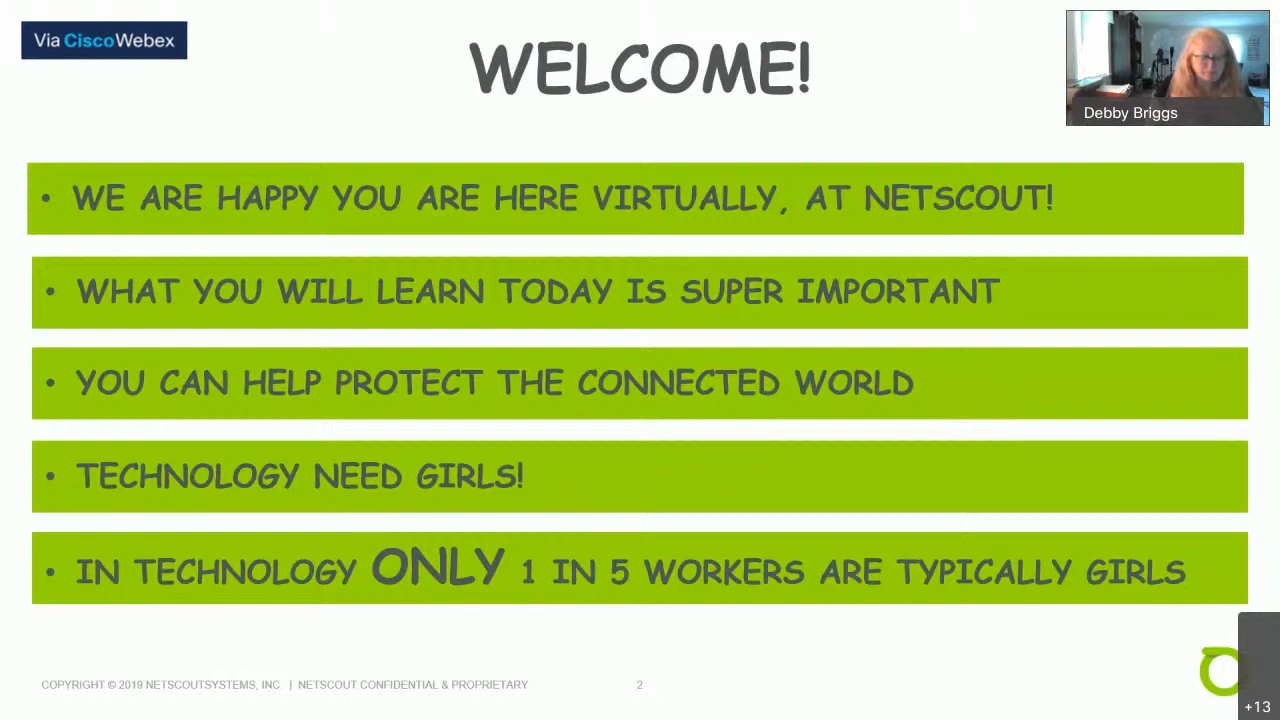 Via CiscoWebex
WELCOME!
Debby Briggs
• WE ARE HAPPY YOU ARE HERE VIRTUALLY, AT NETSCOUT!
• WHAT YOU WILL LEARN TODAY IS SUPER IMPORTANT
• YOU CAN HELP PROTECT THE CONNECTED WORLD
• TECHNOLOGY NEED GIRLS!
• IN TECHNOLOGY ONLY 1 IN 5 WORKERS ARE TYPICALLY GIRLS
COPYRIGHT © 2019 NETSCOUTSYSTEMS, INC | NETSCOUT CONFIDENTIAL & PROPRIETARY 2
+13